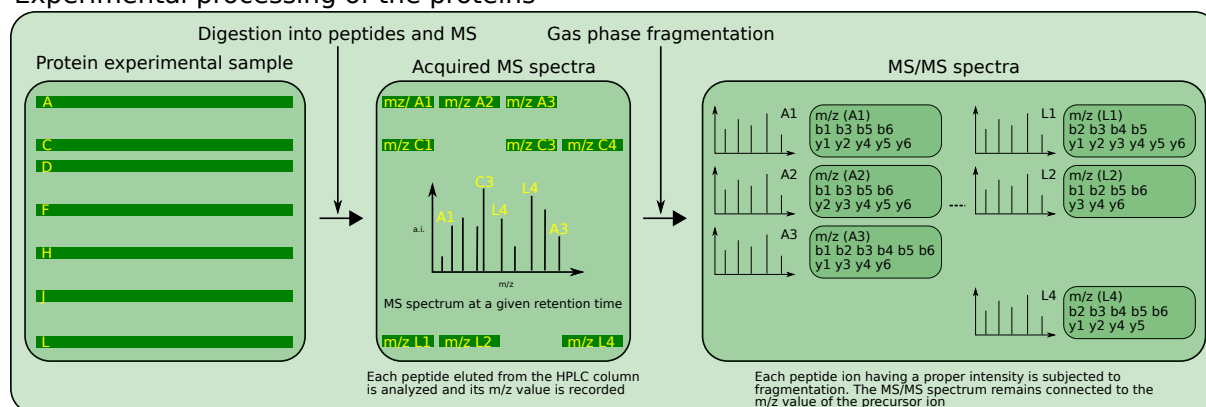 Experimental processing of the proteins
Digestion into peptides and MS
Gas phase fragmentation
Protein experimental sample
A
C
D
F
H
J
L
Acquired MS spectra
mz/ A1 m/z A2 m/z A3
m/z C1 m/z C3 m/z C4
C3
L4
A1
L4
A3
a.i.
m/z
MS spectrum at a given retention time
m/z L1 m/z L2 m/z L4
Each peptide eluted from the HPLC column
is analyzed and its m/z value is recorded
MS/MS spectra
A1
m/z (A1)
b1 b3 b5 b6
y1 y2 y4 y5 y6
A2
m/z (A2)
b1 b3 b5 b6
y2 y3 y4 y5 y6
A3
m/z (A3)
b1 b2 b3 b4 b5 b6
y1 y3 y4 y6
L1
m/z (L1)
b2 b3 b4 b5
y1 y2 y3 y4 y5 y6
L2
m/z (L2)
b1 b2 b5 b6
y3 y4 y6
L4
m/z (L4)
b2 b3 b4 b5 b6
y1 y2 y4 y5
Each peptide ion having a proper intensity is subjected to
fragmentation. The MS/MS spectrum remains connected to the
m/z value of the precursor ion